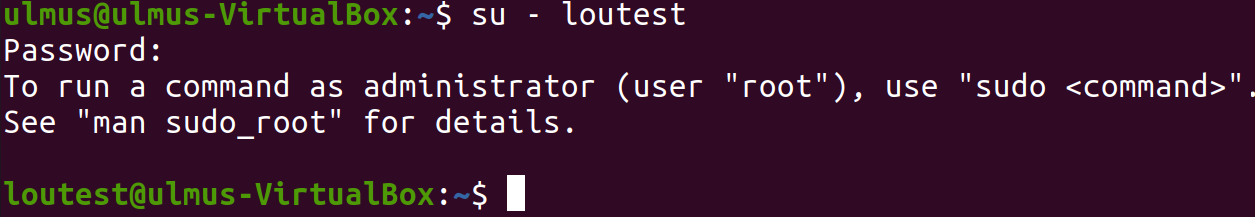 ulmus@ulmus-VirtualBox:~$ su - loutest
Password:
To run a command as administrator (user "root"), use "sudo <command>".
See "man sudo_root" for details.
loutest@ulmus-VirtualBox:~$